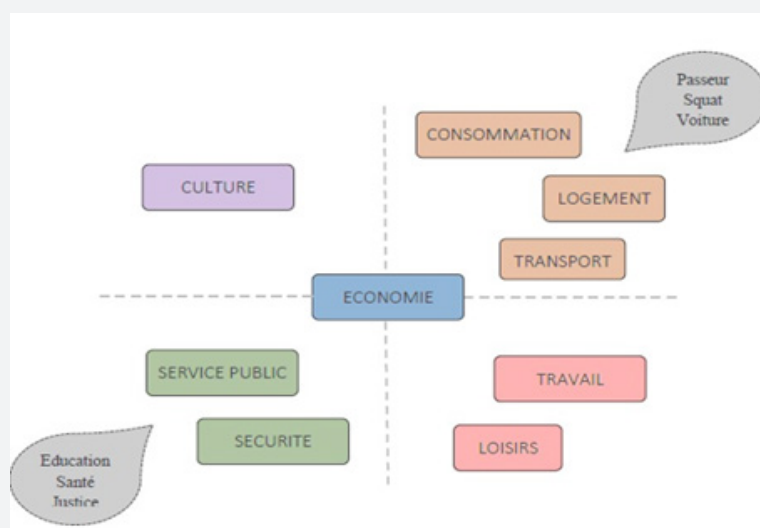 Passeur
Squat
Voiture
CONSOMMATION
CULTURE
LOGEMENT
TRANSPORT
ECONOMIE
SERVICE PUBLIC
TRAVAIL
SECURITE
LOISIRS
Education
Santé
Justice